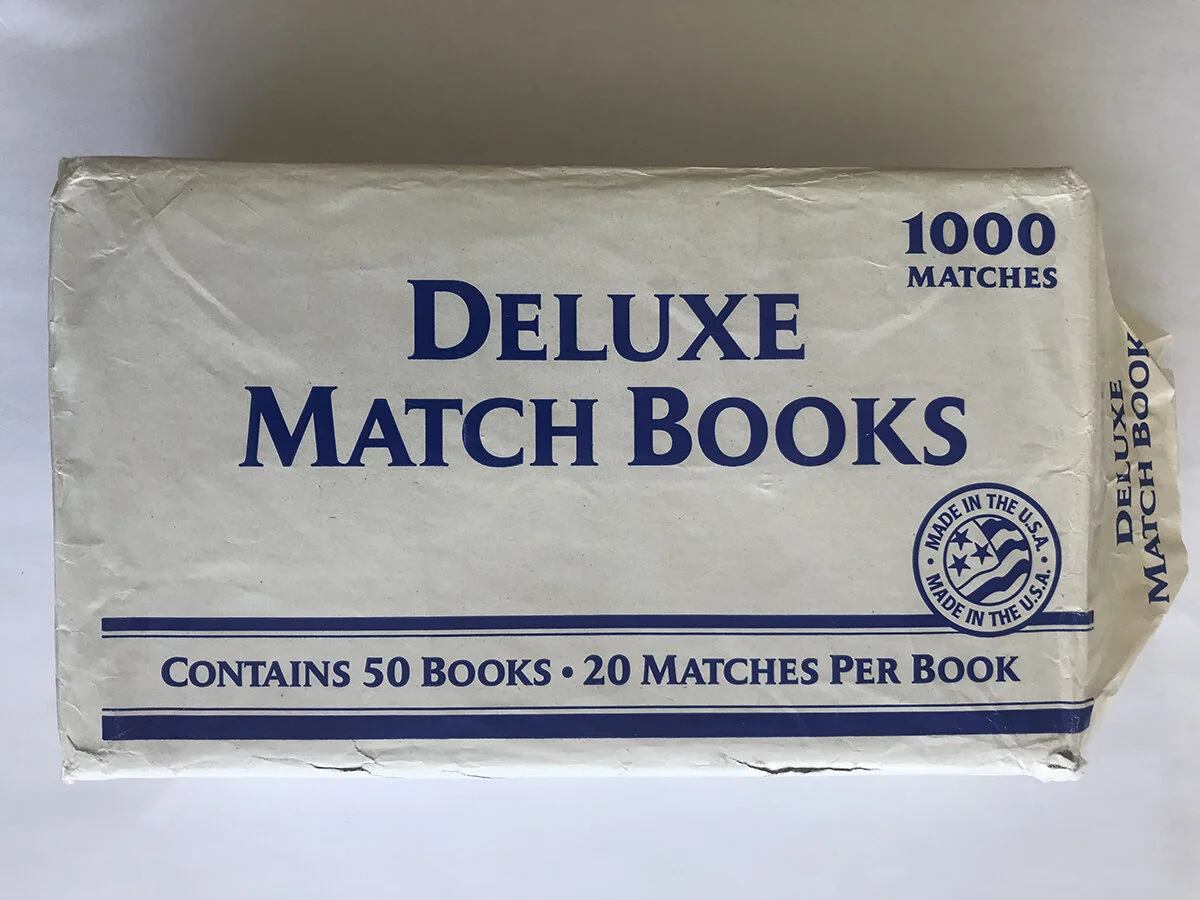 1000
MATCHES
DELUXE
MATCH BOOKS
MADE IN THE U.S.A.
MADE IN THE U.S.A.
CONTAINS 50 BOOKS • 20 MATCHES PER BOOK
DELUXE
MATCH BOOK